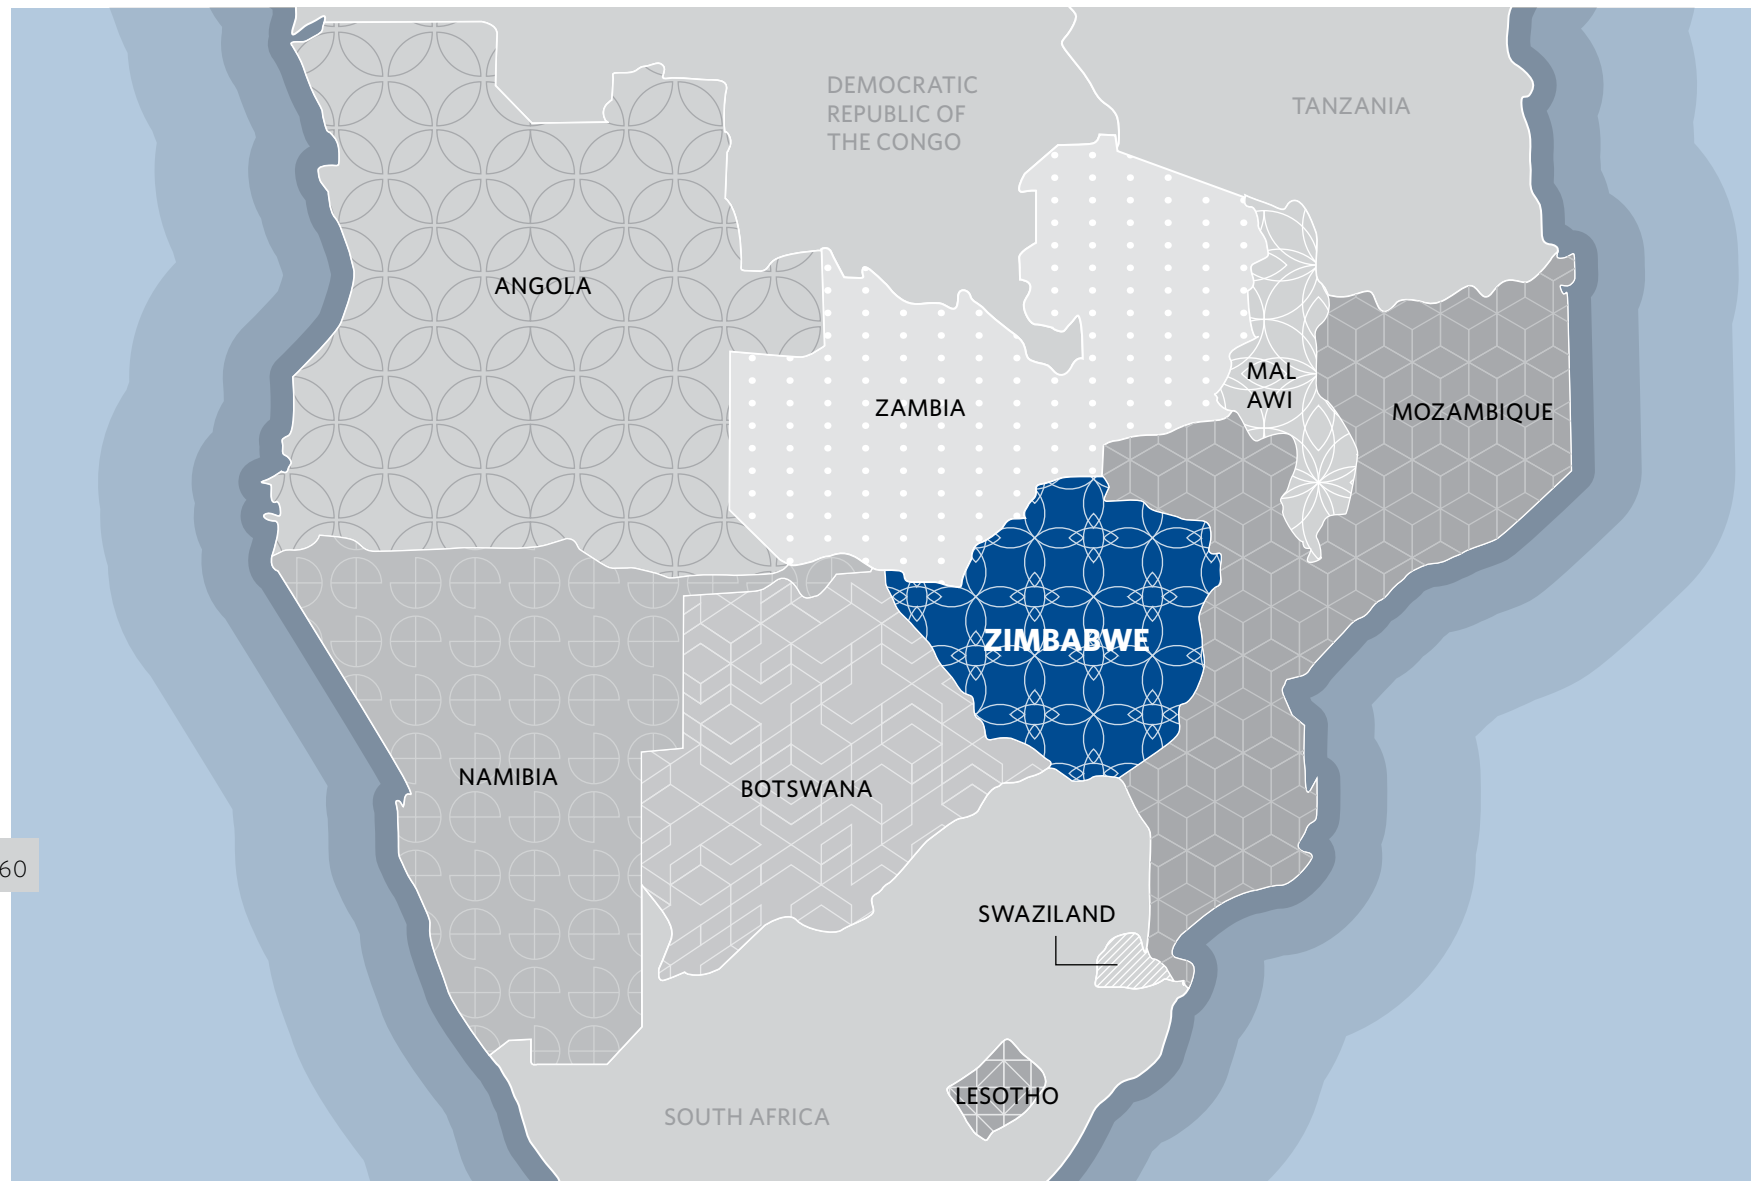 DEMOCRATIC
REPUBLIC OF
THE CONGO
TANZANIA
ANGOLA
MAL
AWI
ZAMBIA
MOZAMBIQUE
ZIMBABWE
NAMIBIA
BOTSWANA
60
SWAZILAND
LESOTHO
SOUTH AFRICA